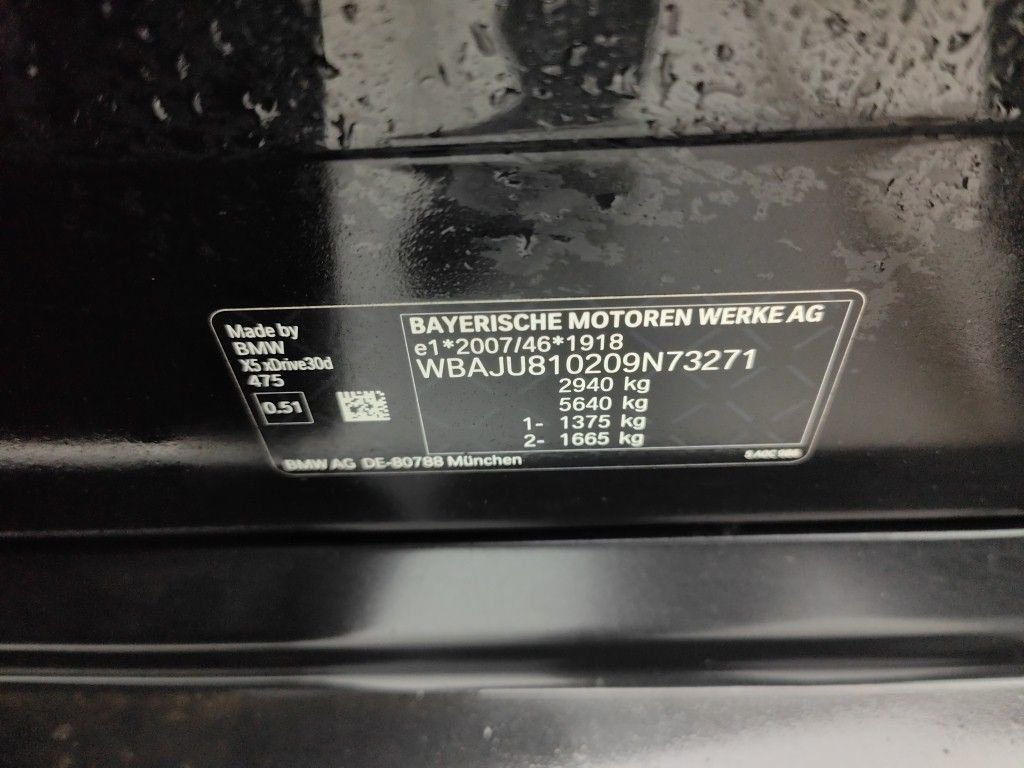 Made by
BMW
X5 xDrive30d
475
0.51
BAYERISCHE MOTOREN WERKE AG
e1*2007/46*1918
WBAJU810209N73271
2940 kg
5640 kg
1- 1375 kg
2- 1665 kg
BMW AG DE-80788 München